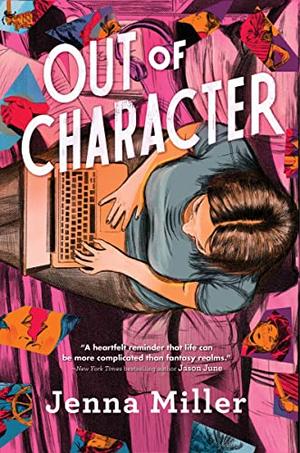 OUT OF
CHARACTER
"A heartfelt reminder that life can
be more complicated than fantasy realms."
–New York Times bestselling author Jason June
Jenna Miller